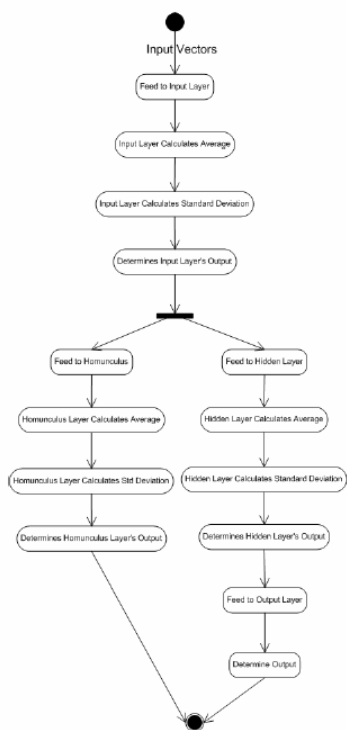 Input Vectors
Feed to Input Layer
Input Layer Calculates Average
Input Layer Calculates Standard Deviation
Determines Input Layer's Output
Feed to Homunculus
Feed to Hidden Layer
Homunculus Layer Calculates Average
Hidden Layer Calculates Average
Homunculus Layer Calculates Std Deviation
Hidden Layer Calculates Standard Deviation
Determines Homunculus Layer's Output
Determines Hidden Layer's Output
Feed to Output Layer
Determine Output